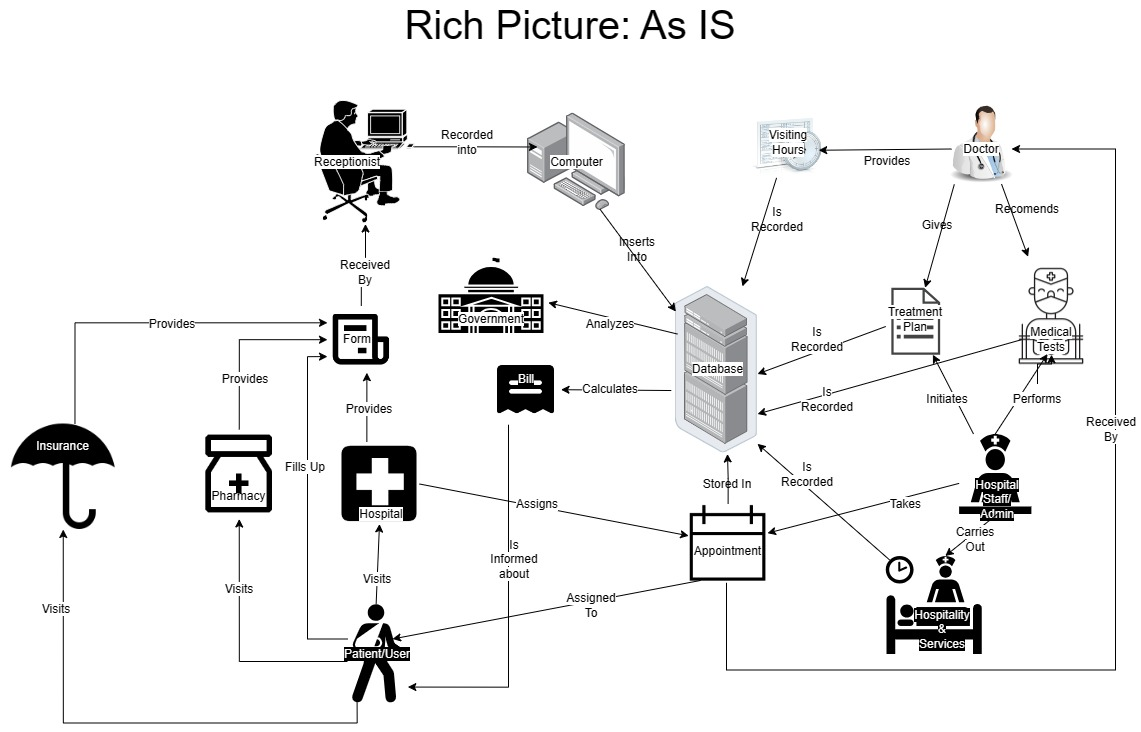 Rich Picture: As IS
Receptionist
Recorded
into
Computer
Visiting
Hours
Provides
Doctor
Is
Recorded
Gives
Recomends
Inserts
Into
Received
By
Government
Analyzes
Provides
Form
Treatment
Plan
Medical
Tests
Is
Recorded
Database
Bill
Calculates
Provides
Provides
Is
Recorded
Initiates
Performs
Received
By
Insurance
Pharmacy
Fills Up
Hospital
Assigns
Stored In
Is
Recorded
Takes
Hospital
Staff/
Admin
Carries
Out
Appointment
Is
Informed
about
Visits
Visits
Visits
Assigned
To
Hospitality
&
Services
Patient/User